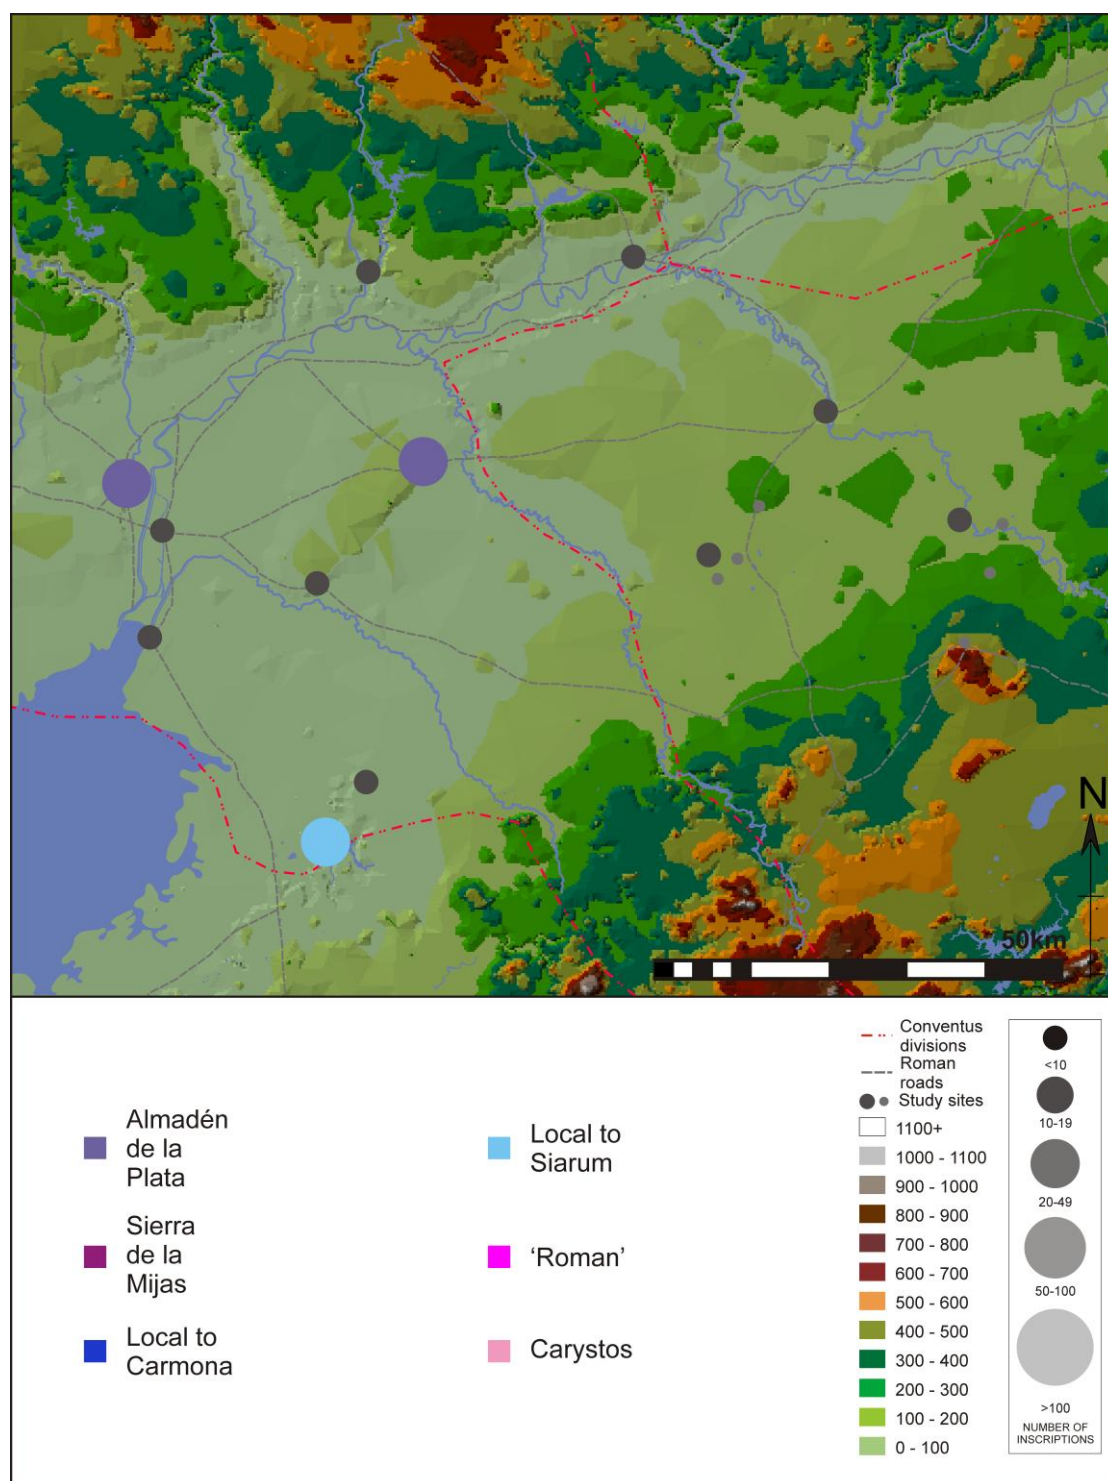 N
50km
Almadén
de la
Plata
Sierra
de la
Mijas
Local to
Carmona
Local to
Siarum
‘Roman’
Carystos
Conventus
divisions
Roman
roads
Study sites
1100+
1000 - 1100
900 - 1000
800 - 900
700 - 800
600 - 700
500 - 600
400 - 500
300 - 400
200 - 300
100 - 200
0 - 100
<10
10-19
20-49
50-100
>100
NUMBER OF
INSCRIPTIONS